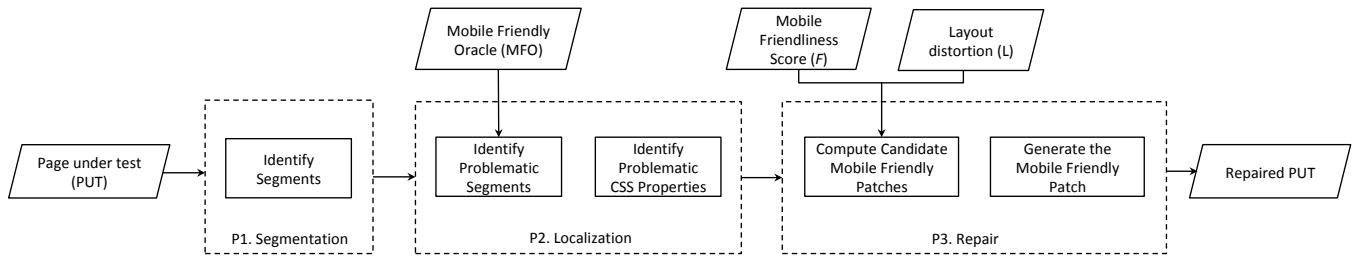 Mobile Friendly
Oracle (MFO)
Mobile
Friendliness
Score (F)
Layout
distortion (L)
Page under test
(PUT)
Identify
Segments
P1. Segmentation
Identify
Problematic
Segments
Identify
Problematic
CSS Properties
P2. Localization
Compute Candidate
Mobile Friendly
Patches
Generate the
Mobile Friendly
Patch
P3. Repair
Repaired PUT